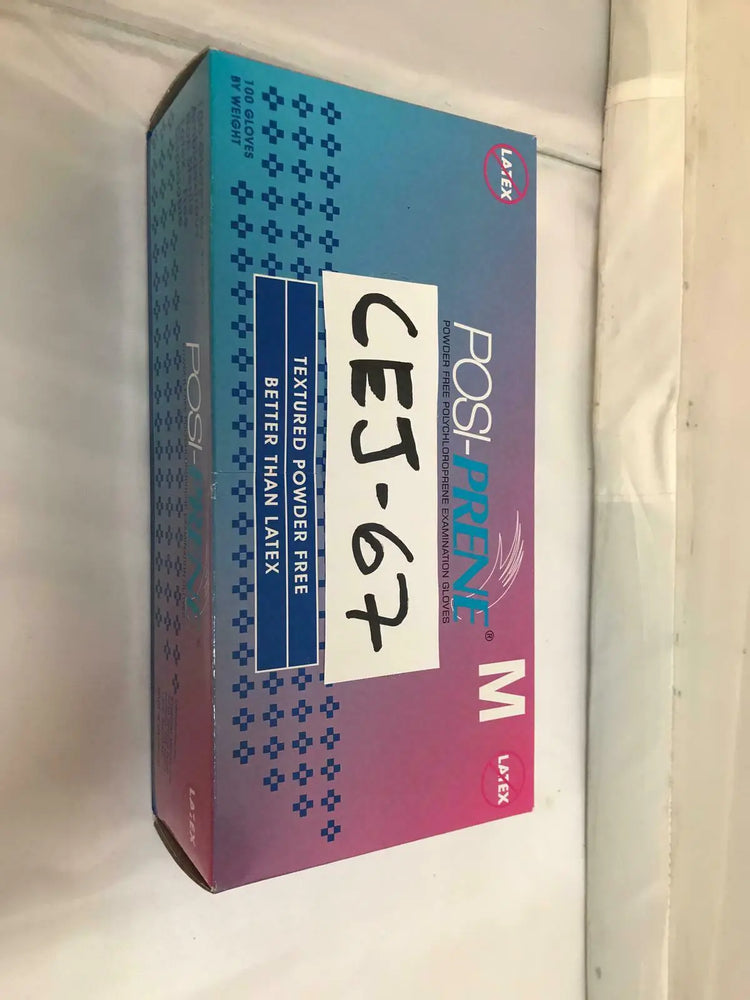 LATEX
POSI-PRENE®
M
LATEX
POWDER FREE POLYCHLOROPRENE EXAMINATION GLOVES
CEJ-67
TEXTURED POWDER FREE
BETTER THAN LATEX
100 GLOVES
BY WEIGHT
POSI-PRENE
LATEX